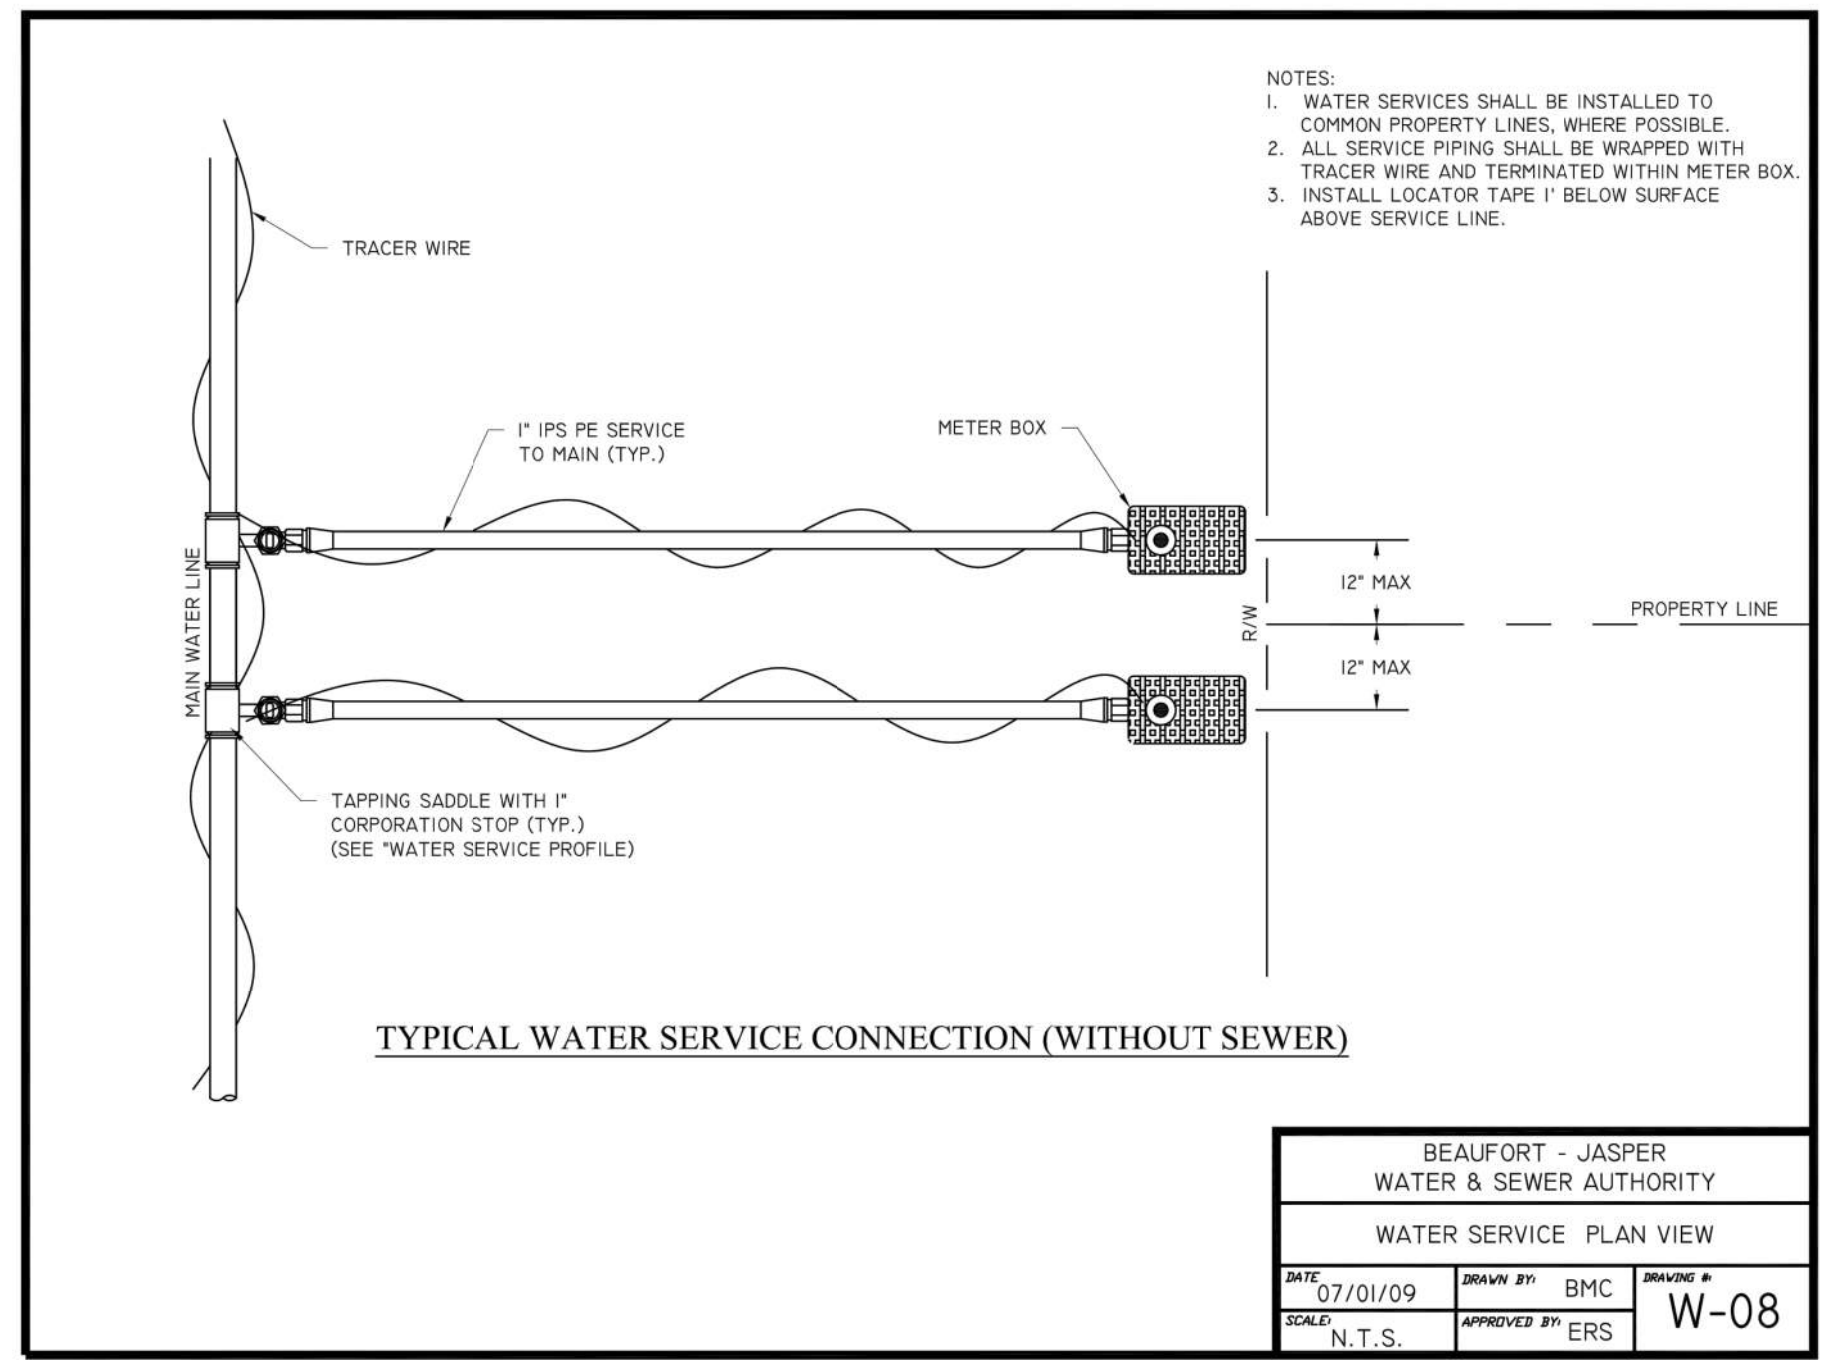 NOTES:
1. WATER SERVICES SHALL BE INSTALLED TO
COMMON PROPERTY LINES, WHERE POSSIBLE.
2. ALL SERVICE PIPING SHALL BE WRAPPED WITH
TRACER WIRE AND TERMINATED WITHIN METER BOX.
3. INSTALL LOCATOR TAPE 1' BELOW SURFACE
ABOVE SERVICE LINE.
TRACER WIRE
1" IPS PE SERVICE
TO MAIN (TYP.)
METER BOX
MAIN WATER LINE
R/W
12" MAX
PROPERTY LINE
12" MAX
TAPPING SADDLE WITH 1"
CORPORATION STOP (TYP.)
(SEE "WATER SERVICE PROFILE)
TYPICAL WATER SERVICE CONNECTION (WITHOUT SEWER)
BEAUFORT - JASPER
WATER & SEWER AUTHORITY
WATER SERVICE PLAN VIEW
DATE 07/01/09
DRAWN BY: BMC
DRAWING #: W-08
SCALE: N.T.S.
APPROVED BY: ERS